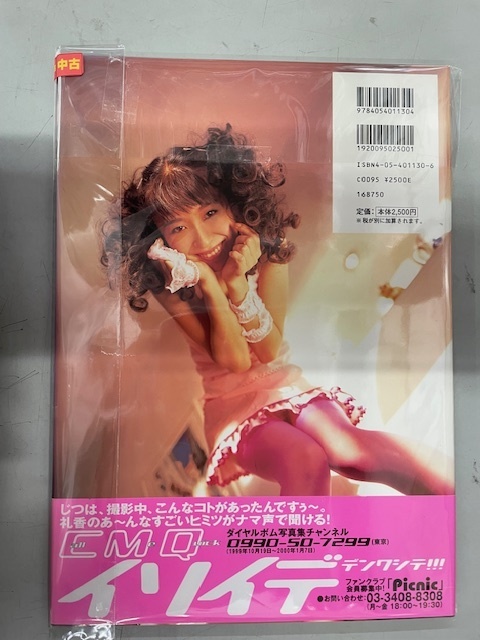 中古
9784054011304
1920095025001
ISBN4-05-401130-6
C0095 ¥2500E
168750
定価：本体2,500円
※税が別に加算されます。
じつは、撮影中、こんなコトがあったんですぅ〜。
礼香のあ〜んなすごいヒミツがナマ声で聞ける!
CMQ
ダイヤルボム写真集チャンネル
0990-50-7299(東京)
(1999年10月19日〜2000年1月7日)
イソイデ
デンワシテ!!!
ファンクラブ
会員募集中!「Picnic」
●お問い合わせ:03-3408-8308
(月〜金 18:00〜19:30)